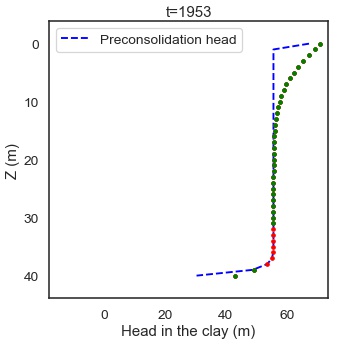 t=1953
Preconsolidation head
Z (m)
0
10
20
30
40
0 20 40 60
Head in the clay (m)